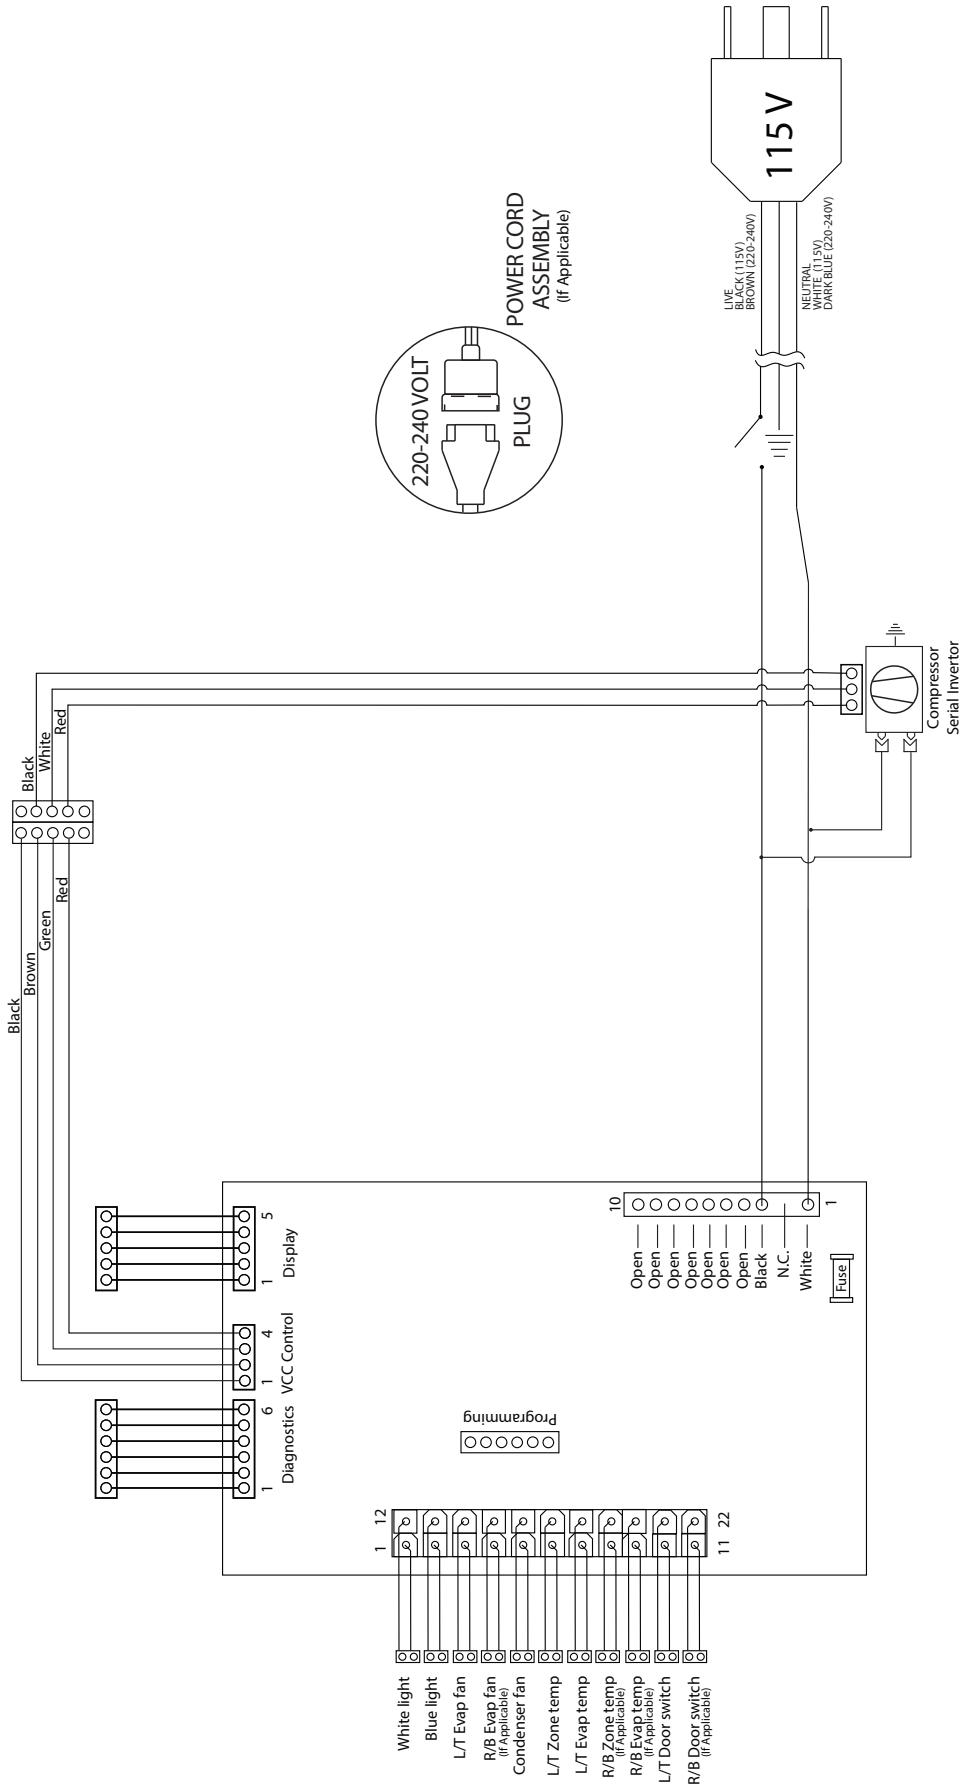 115 V
LIVE
BLACK (115V)
BROWN (220-240V)
NEUTRAL
WHITE (115V)
DARK BLUE (220-240V)
POWER CORD
ASSEMBLY
(If Applicable)
220-240 VOLT
PLUG
Black
White
Red
Black
Brown
Green
Red
Compressor
Serial Invertor
1
5
Display
1
4
VCC Control
1
6
Diagnostics
Programming
10
1
Open
Open
Open
Open
Open
Open
Open
Black
N.C.
White
Fuse
1
12
11
22
White light
Blue light
L/T Evap fan
R/B Evap fan
(If Applicable)
Condenser fan
L/T Zone temp
L/T Evap temp
R/B Zone temp
(If Applicable)
R/B Evap temp
(If Applicable)
L/T Door switch
R/B Door switch
(If Applicable)